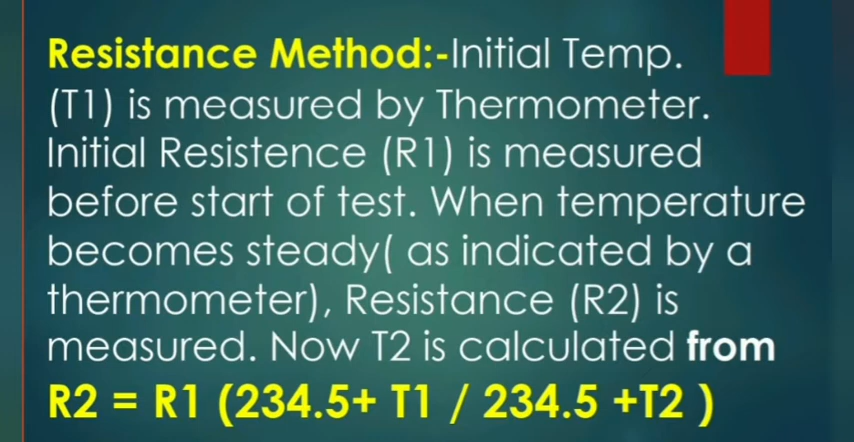 Resistance Method:-Initial Temp.
(T1) is measured by Thermometer.
Initial Resistence (R1) is measured
before start of test. When temperature
becomes steady( as indicated by a
thermometer), Resistance (R2) is
measured. Now T2 is calculated from
R2 = R1 (234.5+ T1 / 234.5 +T2 )